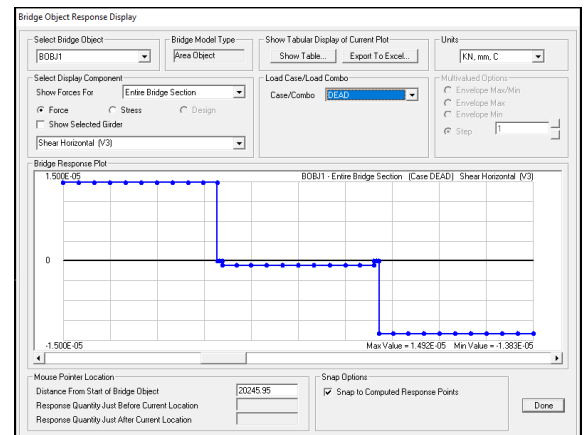 Bridge Object Response Display
Select Bridge Object
BOBJ1
Bridge Model Type
Area Object
Show Tabular Display of Current Plot
Show Table...
Export To Excel...
Units
KN, mm, C
Select Display Component
Show Forces For
Entire Bridge Section
Force
Stress
Design
Show Selected Girder
Shear Horizontal (V3)
Load Case/Load Combo
Case/Combo
DEAD
Multivalued Options
Envelope Max/Min
Envelope Max
Envelope Min
Step
1
Bridge Response Plot
1.500E-05
BOBJ1 - Entire Bridge Section (Case DEAD) Shear Horizontal (V3)
0
-1.500E-05
Max Value = 1.492E-05 Min Value = -1.383E-05
Mouse Pointer Location
Distance From Start of Bridge Object
20245.95
Response Quantity Just Before Current Location
Response Quantity Just After Current Location
Snap Options
Snap to Computed Response Points
Done